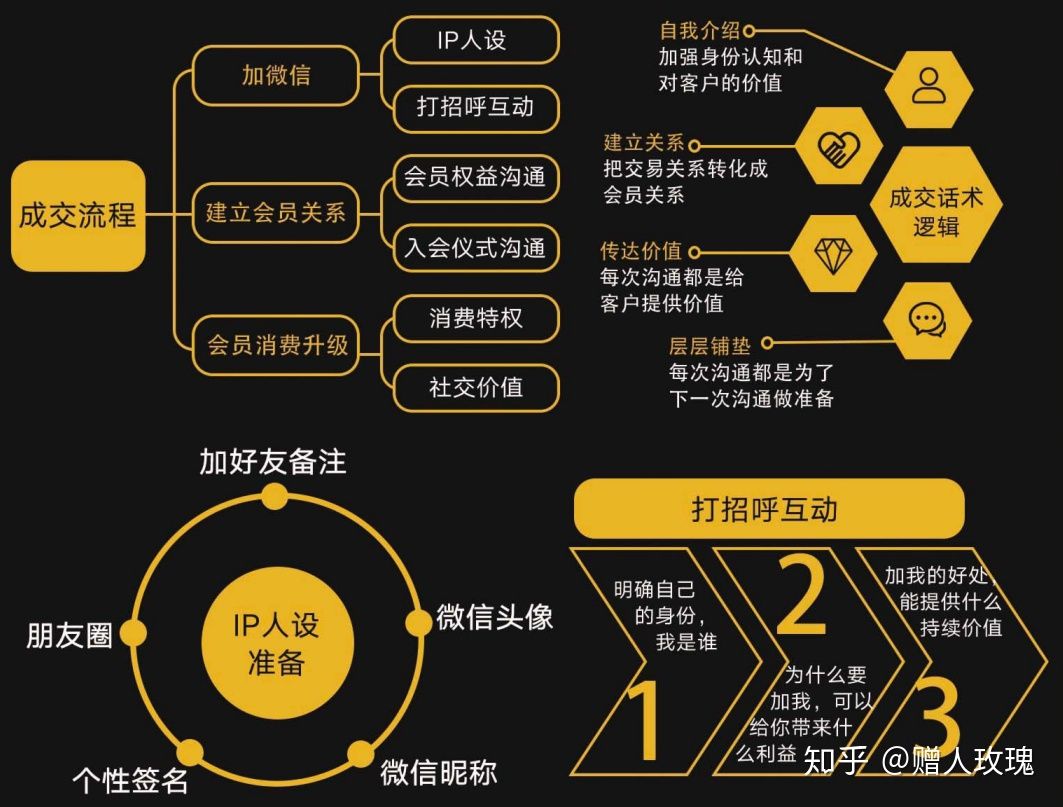 成交流程
加微信
IP人设
打招呼互动
建立会员关系
会员权益沟通
入会仪式沟通
会员消费升级
消费特权
社交价值
自我介绍
加强身份认知和
对客户的价值
建立关系
把交易关系转化成
会员关系
传达价值
每次沟通都是给
客户提供价值
层层铺垫
每次沟通都是为了
下一次沟通做准备
成交话术
逻辑
加好友备注
微信头像
微信昵称
个性签名
朋友圈
IP人设
准备
打招呼互动
明确自己
的身份，
我是谁
1
2
为什么要
加我，可以
给你带来什
么利益
加我的好处，
能提供什么
持续价值
3
知乎 @赠人玫瑰